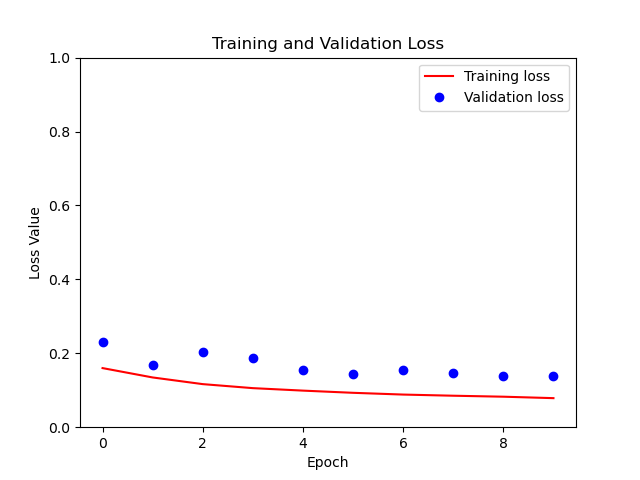 Training and Validation Loss
1.0
Training loss
Validation loss
0.8
0.6
Loss Value
0.4
0.2
0.0
0 2 4 6 8
Epoch